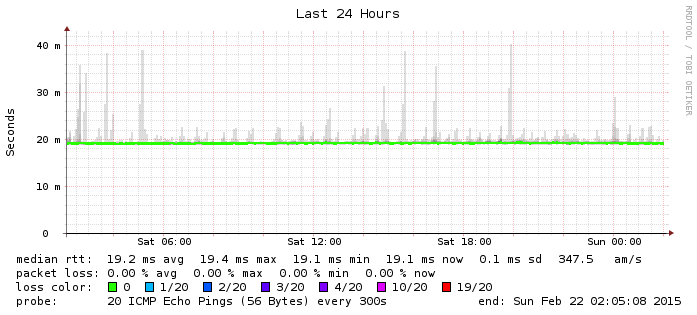 Last 24 Hours
RRDTOOL / TOBI OETIKER
Seconds
40 m
30 m
20 m
10 m
0
Sat 06:00 Sat 12:00 Sat 18:00 Sun 00:00
median rtt: 19.2 ms avg 19.4 ms max 19.1 ms min 19.1 ms now 0.1 ms sd 347.5 am/s
packet loss: 0.00 % avg 0.00 % max 0.00 % min 0.00 % now
loss color: 0 1/20 2/20 3/20 4/20 10/20 19/20
probe: 20 ICMP Echo Pings (56 Bytes) every 300s end: Sun Feb 22 02:05:08 2015